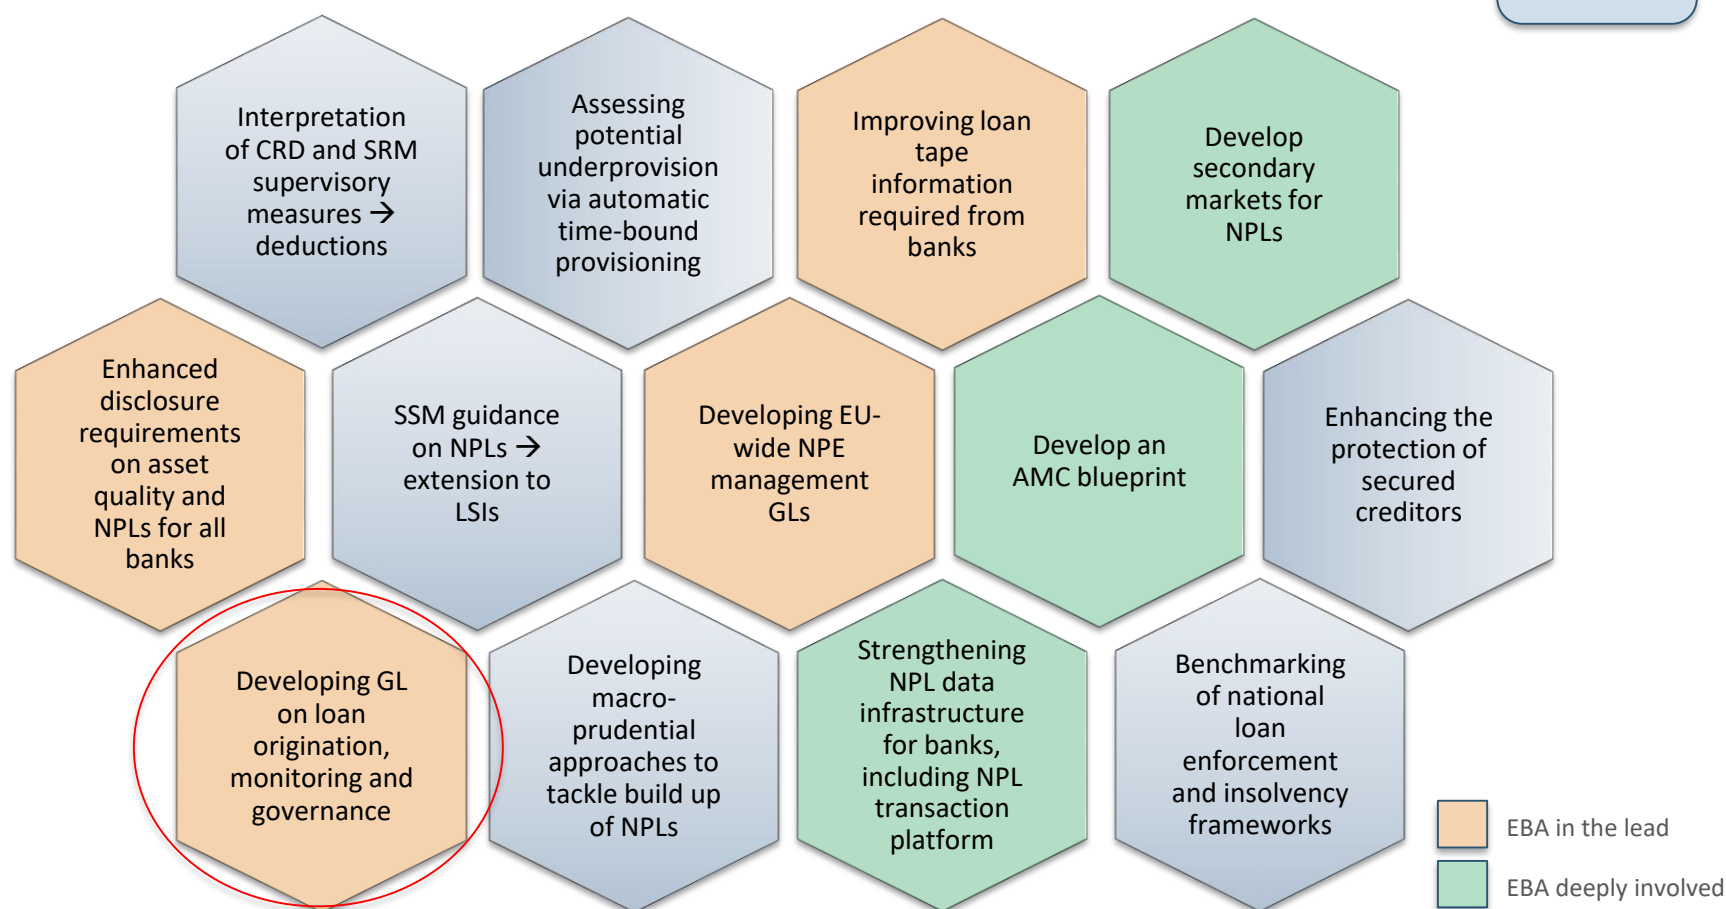 Interpretation
of CRD and SRM
supervisory
measures →
deductions
Assessing
potential
underprovision
via automatic
time-bound
provisioning
Improving loan
tape
information
required from
banks
Develop
secondary
markets for
NPLs
Enhanced
disclosure
requirements
on asset
quality and
NPLs for all
banks
SSM guidance
on NPLs →
extension to
LSIs
Developing EU-
wide NPE
management
GLs
Develop an
AMC blueprint
Enhancing the
protection of
secured
creditors
Developing GL
on loan
origination,
monitoring and
governance
Developing
macro-
prudential
approaches to
tackle build up
of NPLs
Strengthening
NPL data
infrastructure
for banks,
including NPL
transaction
platform
Benchmarking
of national
loan
enforcement
and insolvency
frameworks
EBA in the lead
EBA deeply involved